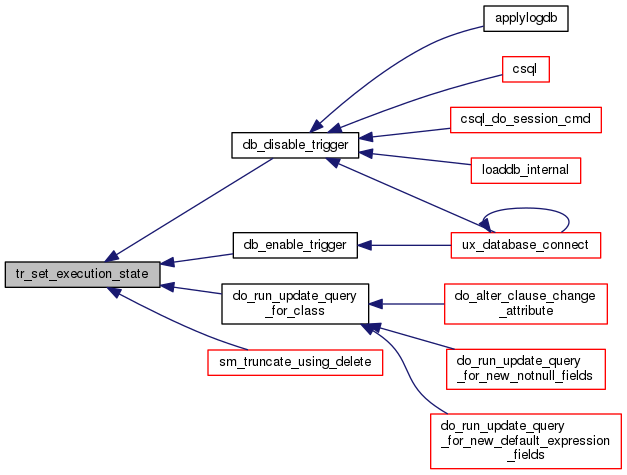 applylogdb
csql
csql_do_session_cmd
db_disable_trigger
loaddb_internal
db_enable_trigger
ux_database_connect
tr_set_execution_state
do_run_update_query
_for_class
do_alter_clause_change
_attribute
sm_truncate_using_delete
do_run_update_query
_for_new_notnull_fields
do_run_update_query
_for_new_default_expression
_fields